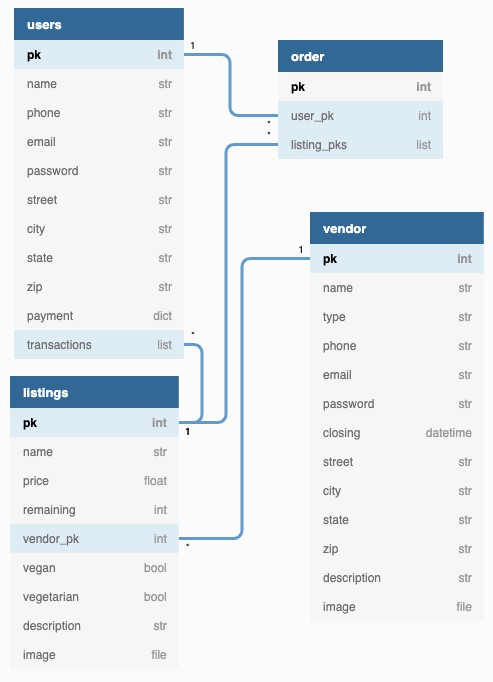 users
pk int
name str
phone str
email str
password str
street str
city str
state str
zip str
payment dict
transactions list
1
*
order
pk int
user_pk int
listing_pks list
*
*
listings
pk int
name str
price float
remaining int
vendor_pk int
vegan bool
vegetarian bool
description str
image file
1
*
vendor
1
pk int
name str
type str
phone str
email str
password str
closing datetime
street str
city str
state str
zip str
description str
image file